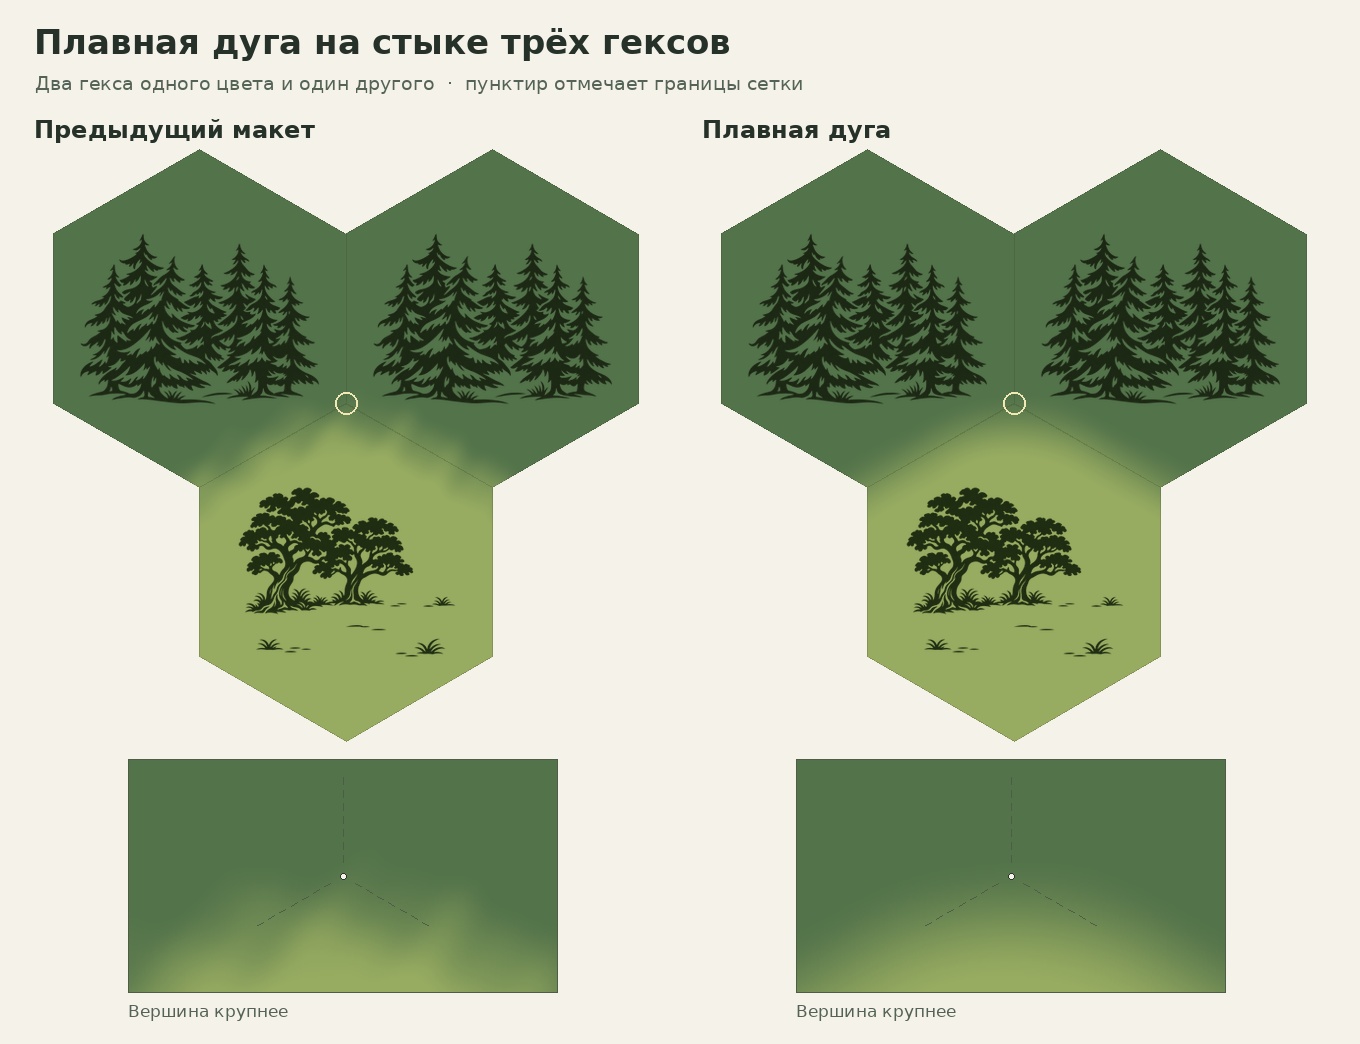 Плавная дуга на стыке трёх гексов
Два гекса одного цвета и один другого · пунктир отмечает границы сетки
Предыдущий макет
Плавная дуга
Вершина крупнее
Вершина крупнее